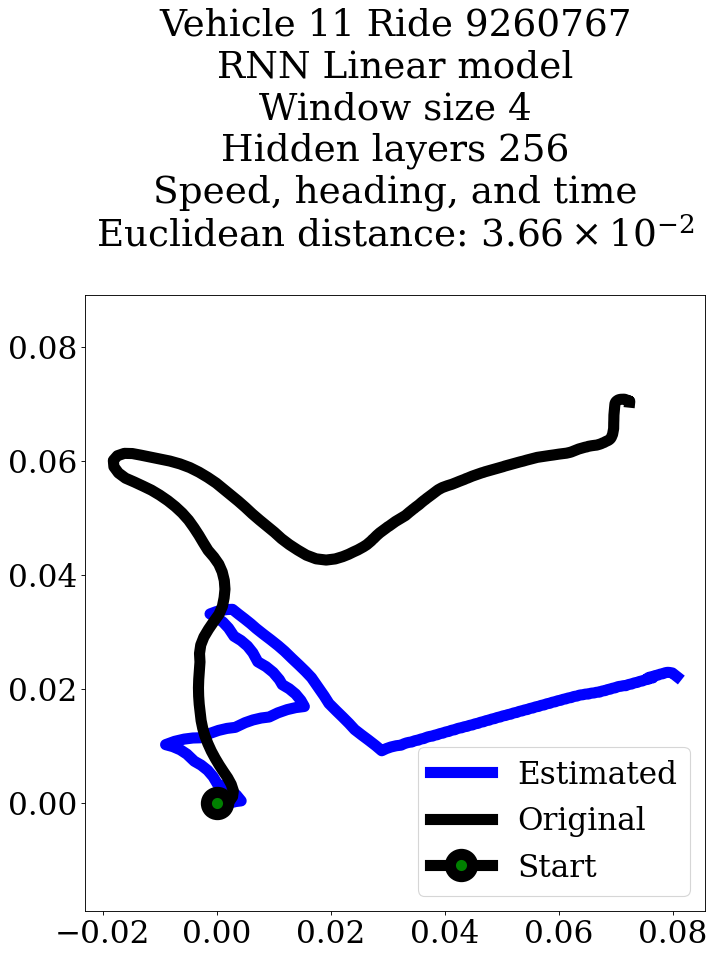 Vehicle 11 Ride 9260767
RNN Linear model
Window size 4
Hidden layers 256
Speed, heading, and time
Euclidean distance: 3.66 × 10⁻²
0.08
0.06
0.04
0.02
0.00
Estimated
Original
Start
−0.02 0.00 0.02 0.04 0.06 0.08